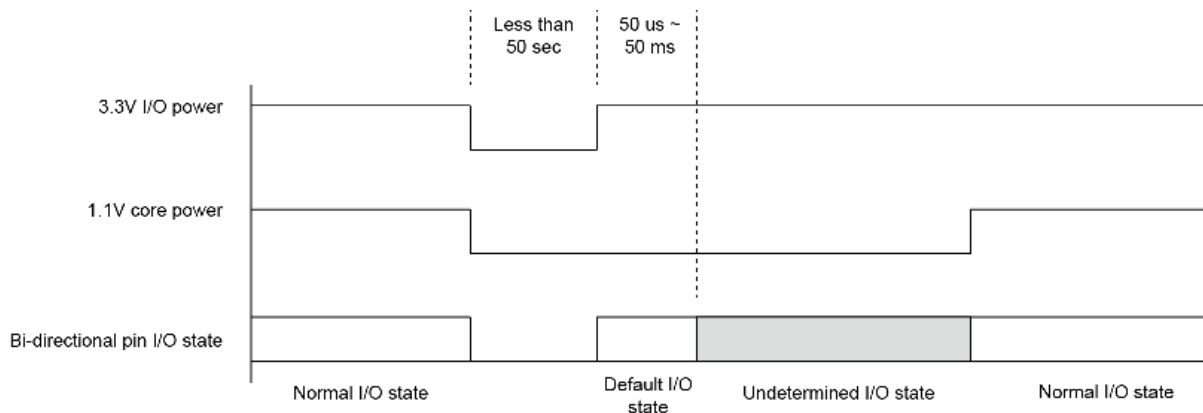 Less than
50 sec
50 us ~
50 ms
3.3V I/O power
1.1V core power
Bi-directional pin I/O state
Normal I/O state
Default I/O
state
Undetermined I/O state
Normal I/O state